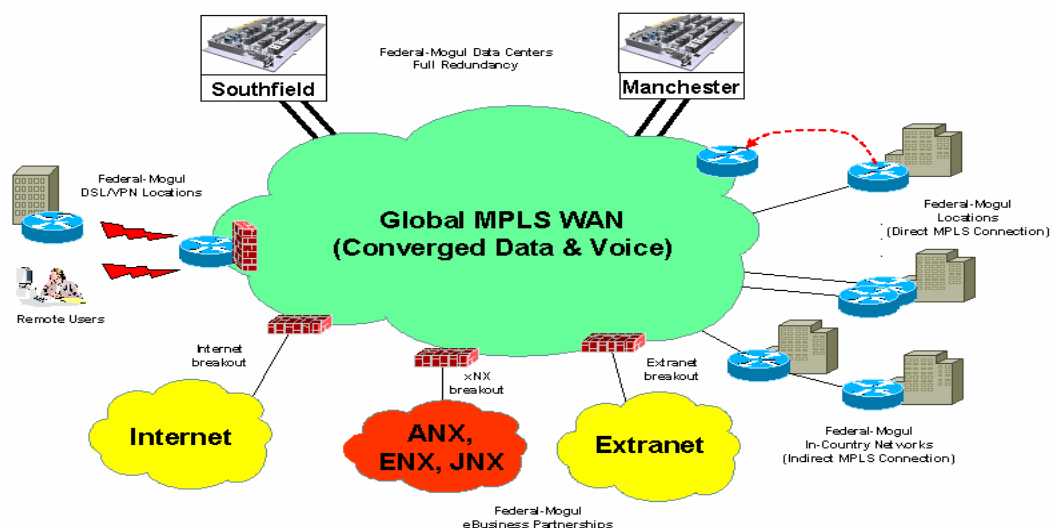 Federal-Mogul Data Centers
Full Redundancy
Southfield
Manchester
Federal-Mogul
DSL/VPN Locations
Remote Users
Global MPLS WAN
(Converged Data & Voice)
Federal-Mogul
Locations
(Direct MPLS Connection)
Internet
breakout
xNX
breakout
Extranet
breakout
Internet
ANX,
ENX, JNX
Extranet
Federal-Mogul
In-Country Networks
(Indirect MPLS Connection)
Federal-Mogul
eBusiness Partnerships